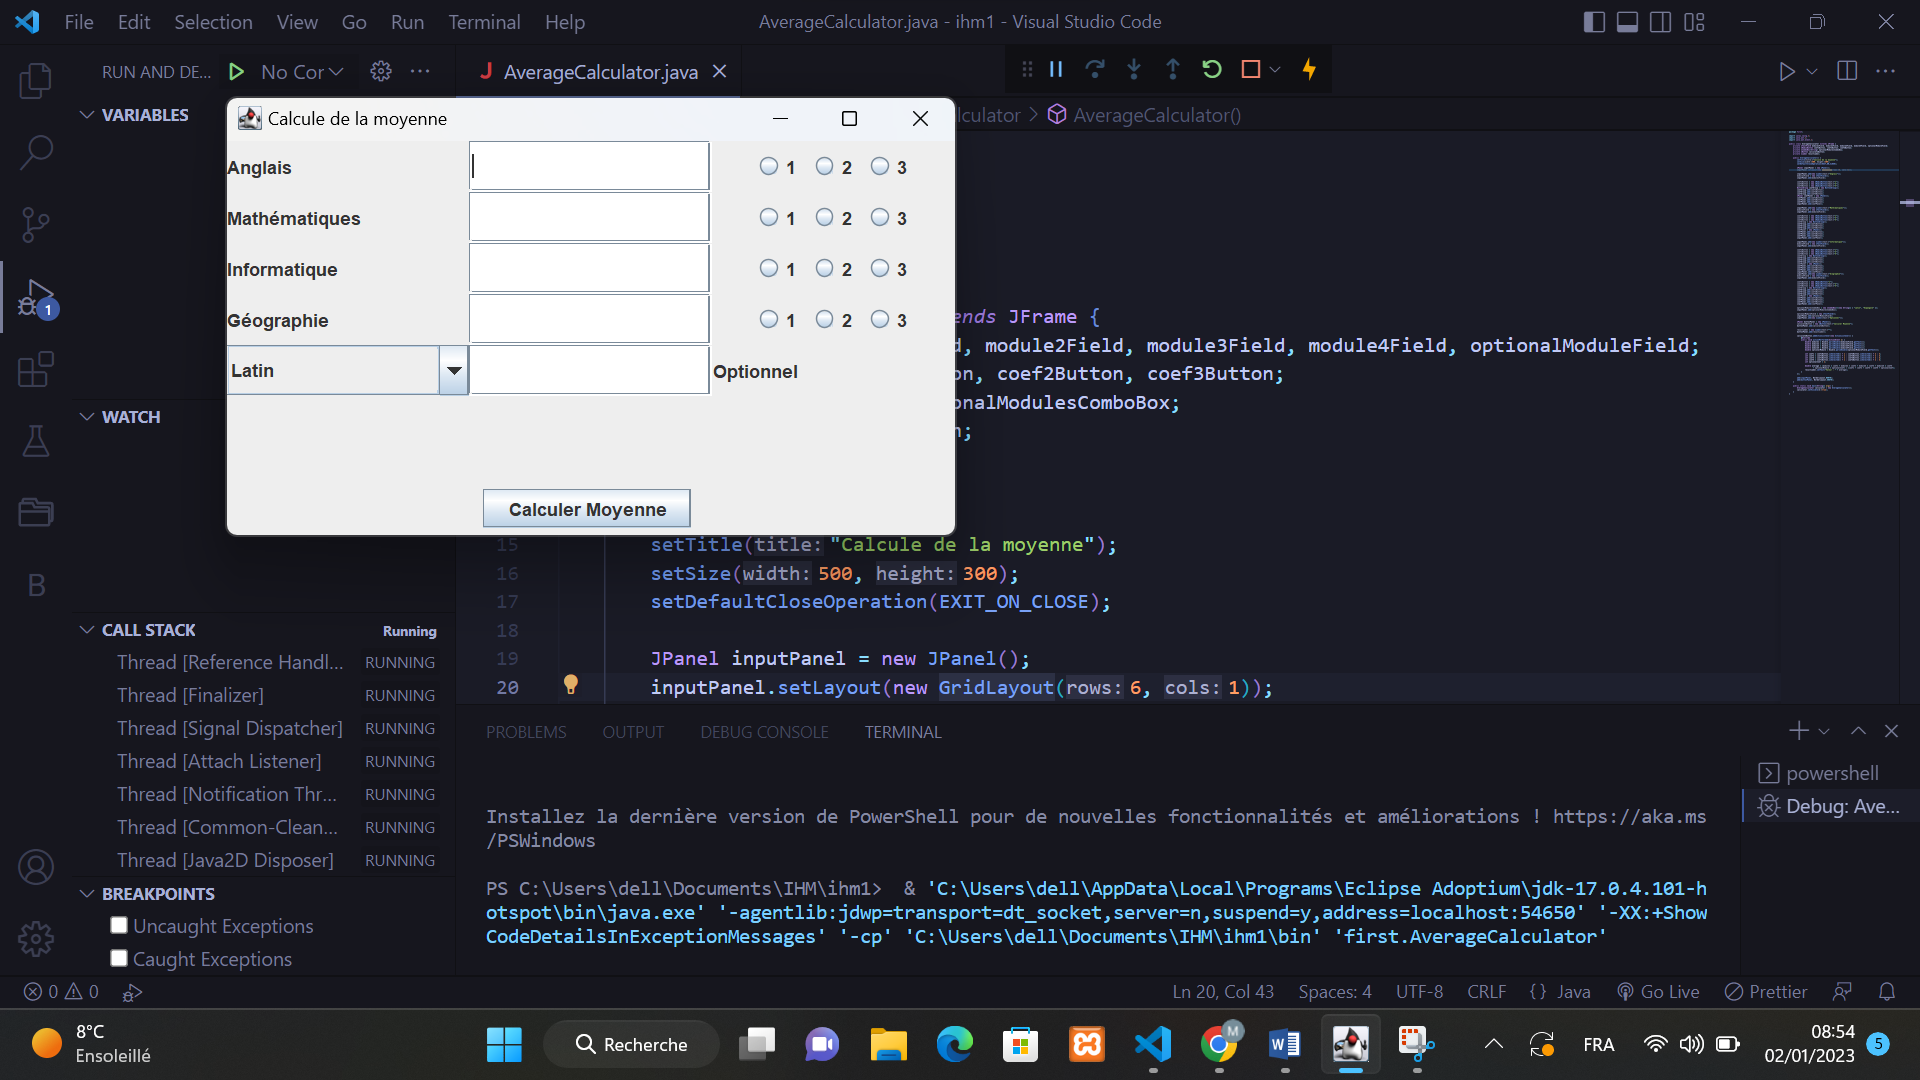 File Edit Selection View Go Run Terminal Help
AverageCalculator.java - ihm1 - Visual Studio Code
RUN AND DE... No Cor
AverageCalculator.java
VARIABLES
lculator > AverageCalculator()
Calcule de la moyenne
Anglais 1 2 3
Mathématiques 1 2 3
Informatique 1 2 3
Géographie 1 2 3
Latin Optionnel
Calculer Moyenne
ends JFrame {
d, module2Field, module3Field, module4Field, optionalModuleField;
on, coef2Button, coef3Button;
onalModulesComboBox;
n;
15 setTitle(title: "Calcule de la moyenne");
16 setSize(width: 500, height: 300);
17 setDefaultCloseOperation(EXIT_ON_CLOSE);
18
19 JPanel inputPanel = new JPanel();
20 inputPanel.setLayout(new GridLayout(rows: 6, cols: 1));
1
WATCH
B
CALL STACK Running
Thread [Reference Handl... RUNNING
Thread [Finalizer] RUNNING
Thread [Signal Dispatcher] RUNNING
Thread [Attach Listener] RUNNING
Thread [Notification Thr... RUNNING
Thread [Common-Clean... RUNNING
Thread [Java2D Disposer] RUNNING
BREAKPOINTS
Uncaught Exceptions
Caught Exceptions
PROBLEMS OUTPUT DEBUG CONSOLE TERMINAL
powershell
Debug: Ave...
Installez la dernière version de PowerShell pour de nouvelles fonctionnalités et améliorations ! https://aka.ms
/PSWindows
PS C:\Users\dell\Documents\IHM\ihm1> & 'C:\Users\dell\AppData\Local\Programs\Eclipse Adoptium\jdk-17.0.4.101-h
otspot\bin\java.exe' '-agentlib:jdwp=transport=dt_socket,server=n,suspend=y,address=localhost:54650' '-XX:+Show
CodeDetailsInExceptionMessages' '-cp' 'C:\Users\dell\Documents\IHM\ihm1\bin' 'first.AverageCalculator'
0 0
Ln 20, Col 43 Spaces: 4 UTF-8 CRLF {} Java Go Live Prettier
8°C
Ensoleillé
Recherche
M
FRA
08:54
02/01/2023
5